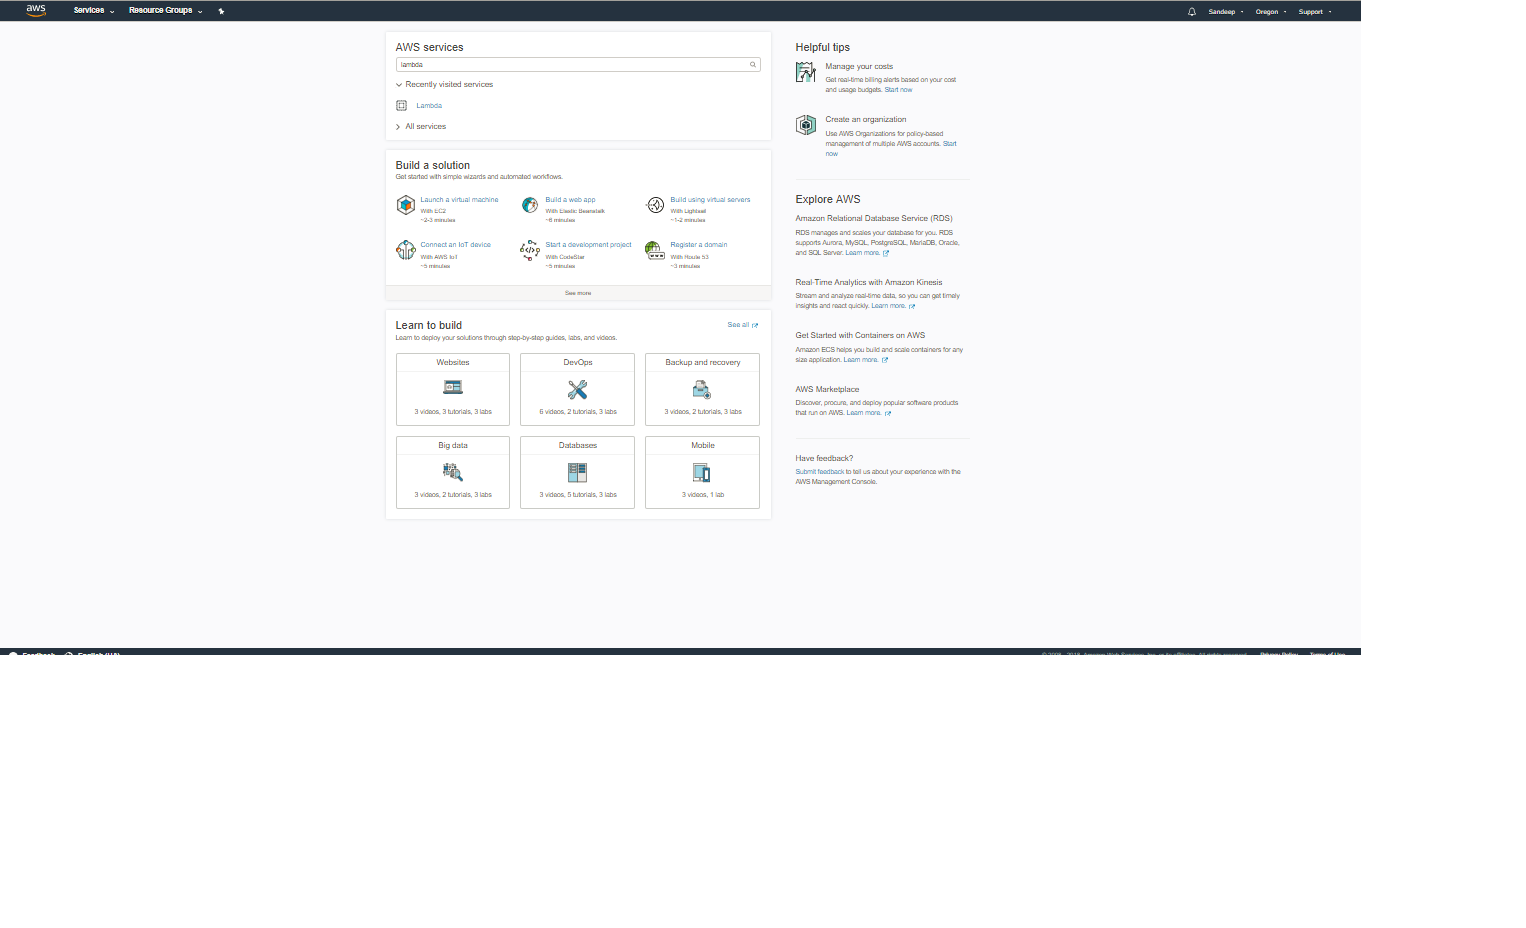 aws
Services
Resource Groups
Sandeep
Oregon
Support
AWS services
lambda
Recently visited services
Lambda
All services
Build a solution
Get started with simple wizards and automated workflows.
Launch a virtual machine
With EC2
~2-3 minutes
Build a web app
With Elastic Beanstalk
~6 minutes
Build using virtual servers
With Lightsail
~1-2 minutes
Connect an IoT device
With AWS IoT
~5 minutes
Start a development project
With CodeStar
~5 minutes
Register a domain
With Route 53
~3 minutes
See more
Learn to build
See all
Learn to deploy your solutions through step-by-step guides, labs, and videos.
Websites
3 videos, 3 tutorials, 3 labs
DevOps
6 videos, 2 tutorials, 3 labs
Backup and recovery
3 videos, 2 tutorials, 3 labs
Big data
3 videos, 2 tutorials, 3 labs
Databases
3 videos, 5 tutorials, 3 labs
Mobile
3 videos, 1 lab
Helpful tips
Manage your costs
Get real-time billing alerts based on your cost
and usage budgets. Start now
Create an organization
Use AWS Organizations for policy-based
management of multiple AWS accounts. Start
now
Explore AWS
Amazon Relational Database Service (RDS)
RDS manages and scales your database for you. RDS
supports Aurora, MySQL, PostgreSQL, MariaDB, Oracle,
and SQL Server. Learn more.
Real-Time Analytics with Amazon Kinesis
Stream and analyze real-time data, so you can get timely
insights and react quickly. Learn more.
Get Started with Containers on AWS
Amazon ECS helps you build and scale containers for any
size application. Learn more.
AWS Marketplace
Discover, procure, and deploy popular software products
that run on AWS. Learn more.
Have feedback?
Submit feedback to tell us about your experience with the
AWS Management Console.
Feedback
English (US)
Privacy Policy
Terms of Use